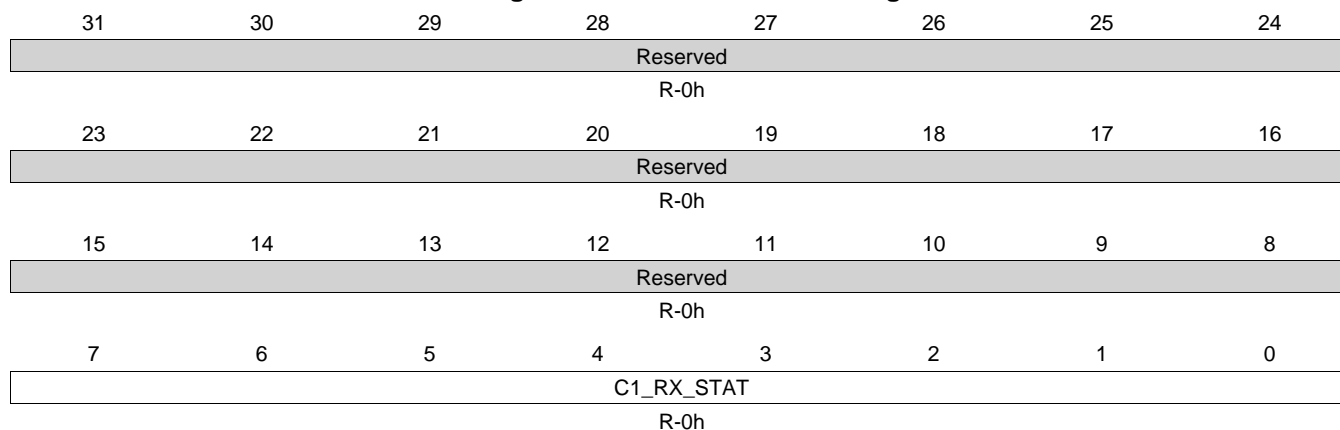 31 30 29 28 27 26 25 24
Reserved
R-0h
23 22 21 20 19 18 17 16
Reserved
R-0h
15 14 13 12 11 10 9 8
Reserved
R-0h
7 6 5 4 3 2 1 0
C1_RX_STAT
R-0h